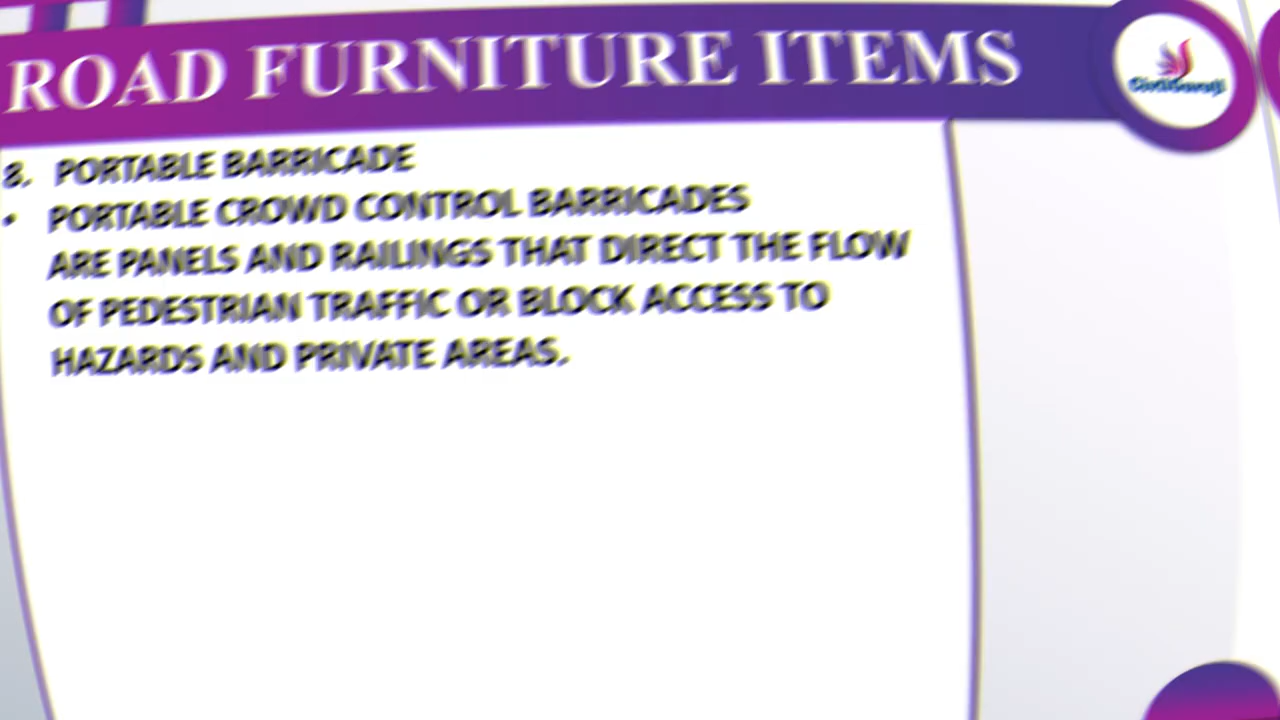 ROAD FURNITURE ITEMS
8. PORTABLE BARRICADE
• PORTABLE CROWD CONTROL BARRICADES
ARE PANELS AND RAILINGS THAT DIRECT THE FLOW
OF PEDESTRIAN TRAFFIC OR BLOCK ACCESS TO
HAZARDS AND PRIVATE AREAS.